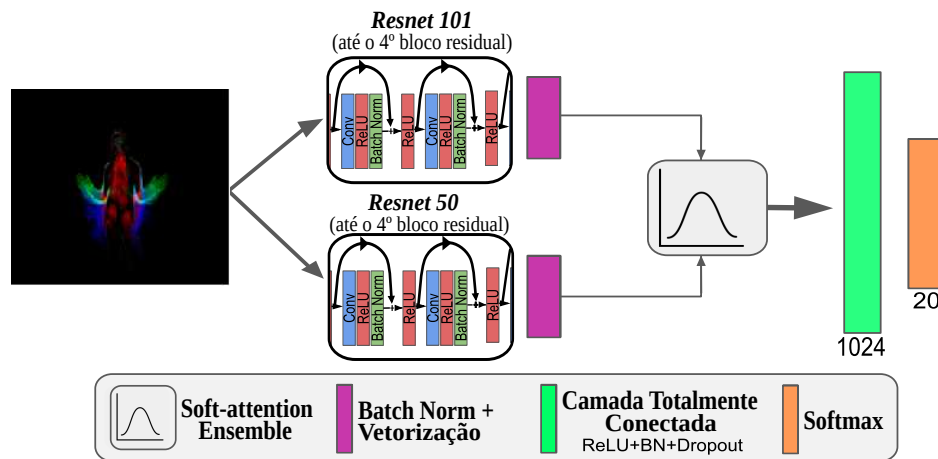 Resnet 101
(até o 4º bloco residual)
Conv
ReLU
Batch Norm
ReLU
Conv
ReLU
Batch Norm
ReLU
Resnet 50
(até o 4º bloco residual)
Conv
ReLU
Batch Norm
ReLU
Conv
ReLU
Batch Norm
ReLU
1024
20
Soft-attention
Ensemble
Batch Norm +
Vetorização
Camada Totalmente
Conectada
ReLU+BN+Dropout
Softmax